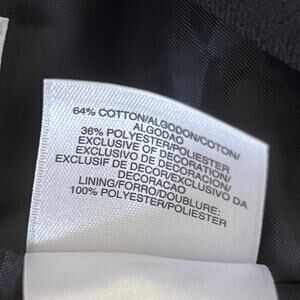 64% COTTON/ALGODON/COTON/
ALGODAO
36% POLYESTER/POLIESTER
EXCLUSIVE OF DECORATION/
EXCLUSIVO DE DECORACION/
EXCLUSIF DE DECOR/EXCLUSIVO DA
DECORACAO
LINING/FORRO/DOUBLURE:
100% POLYESTER/POLIESTER